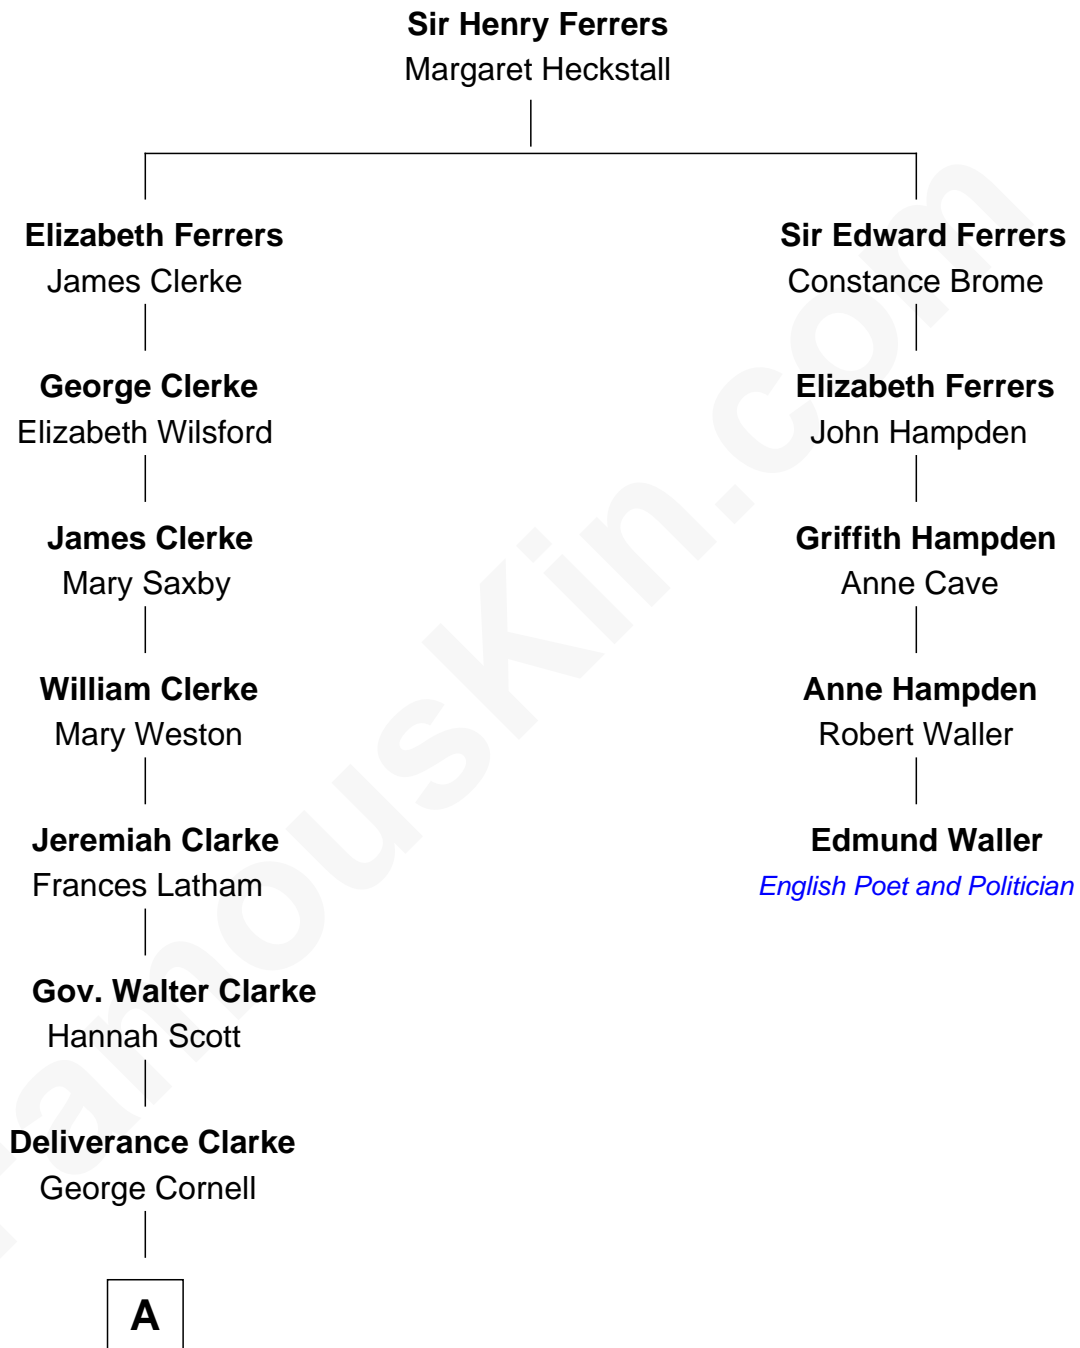 Sir Henry Ferrers
Margaret Heckstall
Elizabeth Ferrers
James Clerke
George Clerke
Elizabeth Wilsford
James Clerke
Mary Saxby
William Clerke
Mary Weston
Jeremiah Clarke
Frances Latham
Gov. Walter Clarke
Hannah Scott
Deliverance Clarke
George Cornell
A
Sir Edward Ferrers
Constance Brome
Elizabeth Ferrers
John Hampden
Griffith Hampden
Anne Cave
Anne Hampden
Robert Waller
Edmund Waller
English Poet and Politician
FamousKin.com